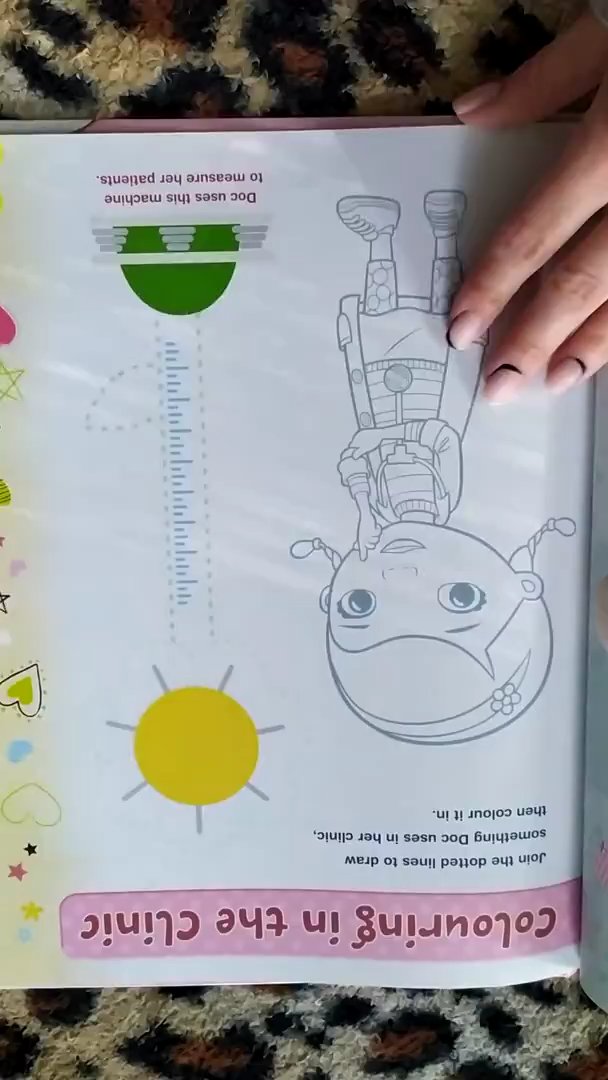 Colouring in the Clinic
Join the dotted lines to draw
something Doc uses in her clinic,
then colour it in.
Doc uses this machine
to measure her patients.